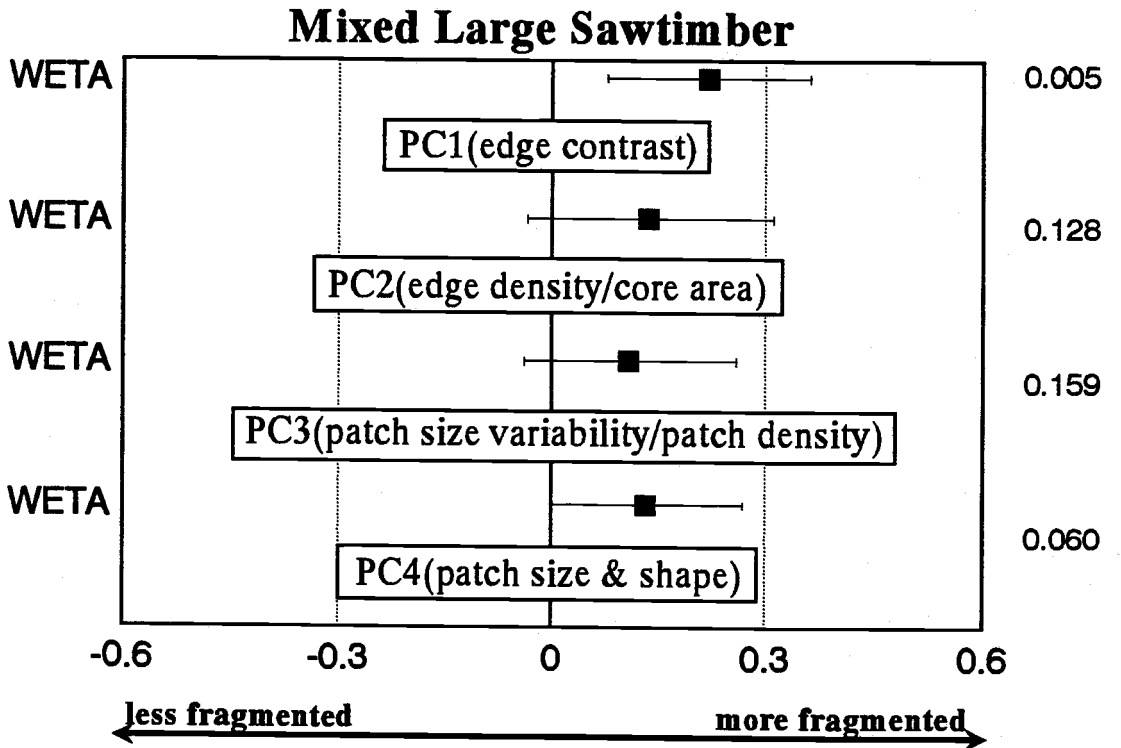 Mixed Large Sawtimber
WETA 0.005
PC1(edge contrast)
WETA 0.128
PC2(edge density/core area)
WETA 0.159
PC3(patch size variability/patch density)
WETA 0.060
PC4(patch size & shape)
-0.6 -0.3 0 0.3 0.6
less fragmented more fragmented